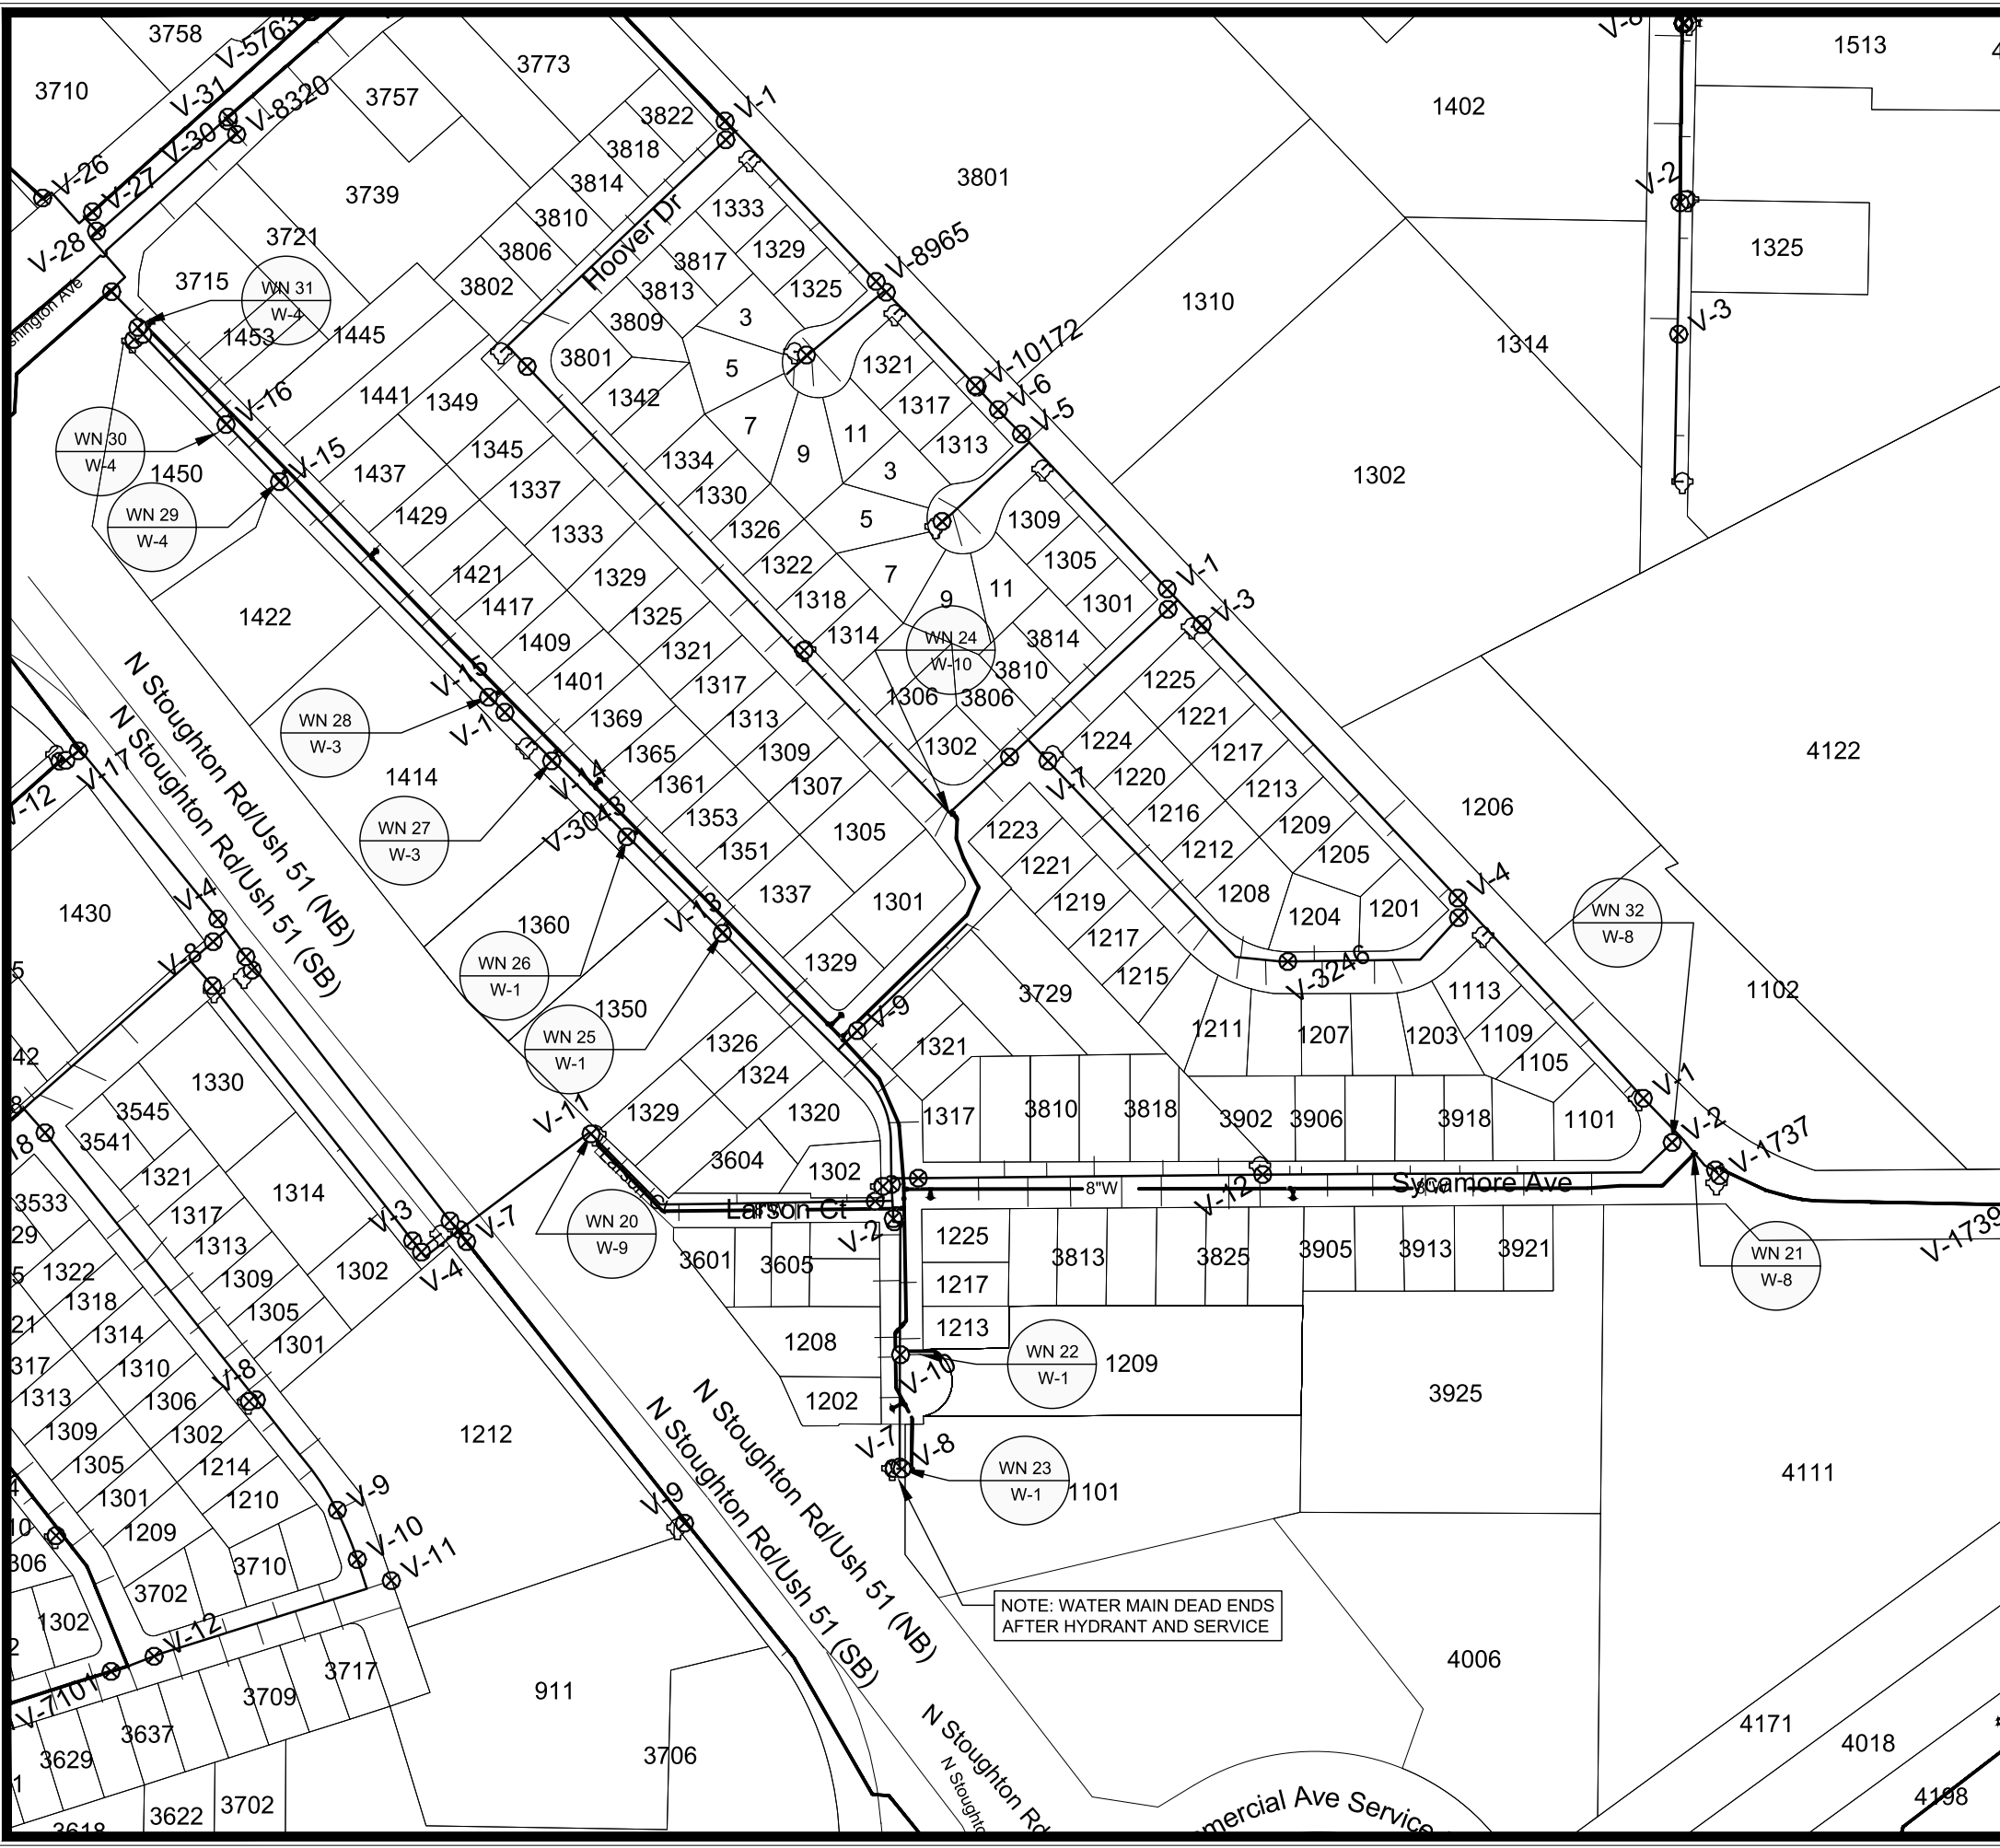 3758
V-5763
3773
1513
3710
V-31
3757
V-8320
V-30
3822
V-1
1402
3818
3801
V-26
V-27
3739
3814
1333
V-2
3810
Hoover Dr
V-28
3721
3806
1329
V-8965
1325
3817
3715
WN 31
W-4
3802
3813
1325
1310
3
3809
V-3
1453
1445
3801
5
1321
V-10172
1314
1441
1349
1342
V-6
V-16
1317
V-5
7
11
WN 30
W-4
1345
9
1313
1334
3
1302
1450
V-15
1437
1337
1330
WN 29
W-4
1429
1333
1326
5
1309
1421
1329
1322
7
1305
V-1
1422
1417
1318
9
11
1301
V-3
1325
WN 24
W-10
1409
1314
3814
1321
3810
N Stoughton Rd/Ush 51 (NB)
V-15
1401
1317
1306
3806
1225
WN 28
W-3
V-1
1369
1313
1221
N Stoughton Rd/Ush 51 (SB)
1365
1309
1302
1224
1217
4122
V-17
1414
V-14
1361
1307
V-7
1220
1213
V-12
V-3043
1353
1305
1223
1216
1209
1206
WN 27
W-3
1351
1221
1212
1205
V-4
1430
V-4
1337
1301
1219
1208
1204
1201
WN 32
W-8
V-13
1360
1217
V-8
WN 26
W-1
1329
1215
V-3246
1113
1102
3729
1350
V-9
1211
1207
1203
1109
WN 25
W-1
1326
1321
1105
42
1330
1324
V-1
3545
V-11
1329
1320
1317
3810
3818
3902
3906
3918
1101
3541
V-2
1321
3604
1302
V-1737
3533
1314
8"W
V-12
8"W
Sycamore Ave
Larson Ct
1317
V-3
WN 20
W-9
V-2
1225
V-1739
29
1313
V-7
3601
3605
3813
3825
3905
3913
3921
WN 21
W-8
1322
1309
1302
V-4
1217
1318
1305
1213
1314
1301
1208
WN 22
W-1
1209
317
1310
V-8
V-10
1313
1306
1202
3925
1309
1302
1212
V-7
V-8
1305
1214
WN 23
W-1
1101
4111
1301
1210
V-9
V-9
1209
V-10
306
3710
V-11
N Stoughton Rd/Ush 51 (NB)
3702
1302
V-12
N Stoughton Rd/Ush 51 (SB)
NOTE: WATER MAIN DEAD ENDS
AFTER HYDRANT AND SERVICE
3717
4006
V-7101
3709
911
3637
N Stoughton Rd
4171
3629
3706
4018
3702
N Stoughto
4198
3622
3618
mercial Ave Service